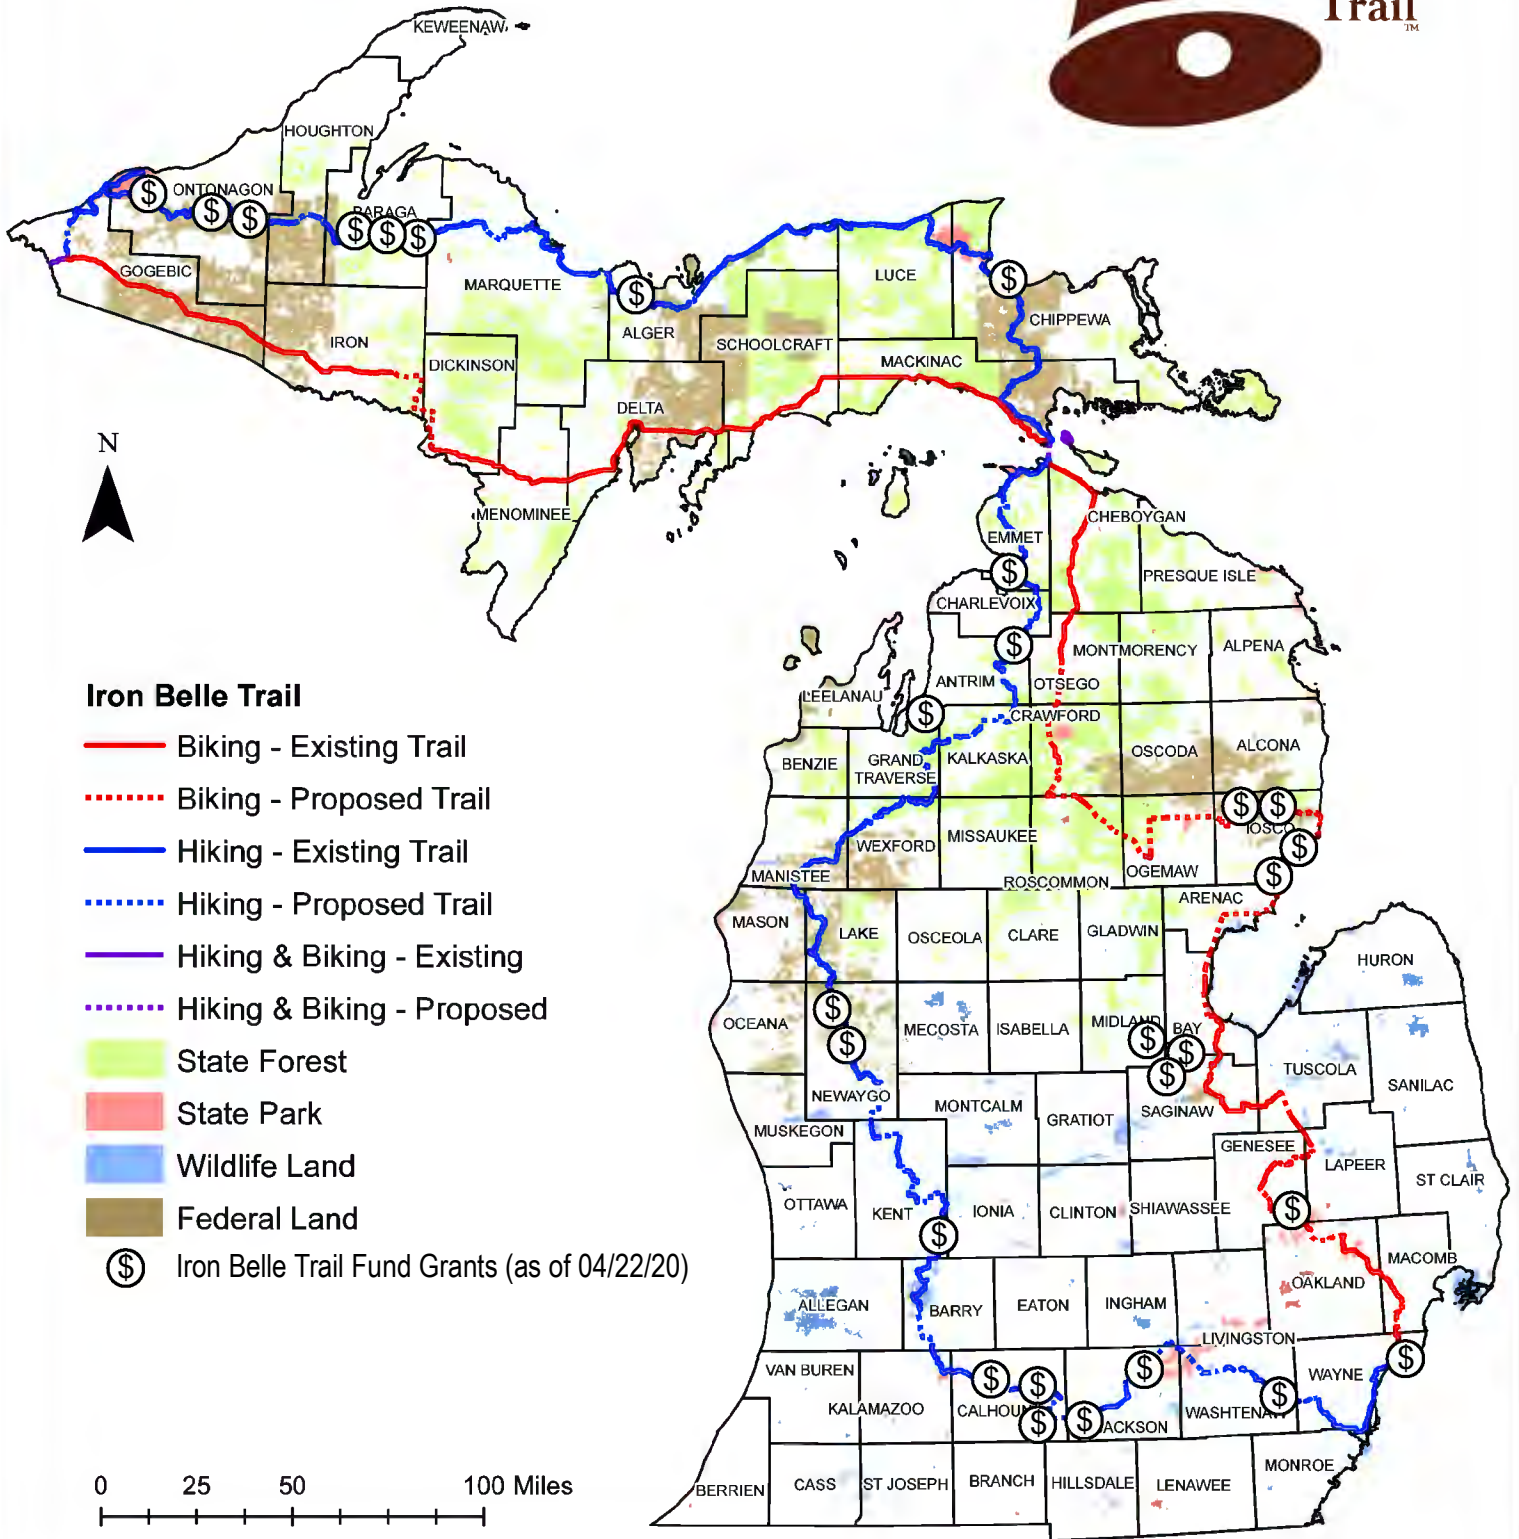 Trail™
KEWEENAW
HOUGHTON
ONTONAGON
$
$
$
BARAGA
$
$
$
GOGEBIC
MARQUETTE
$
ALGER
LUCE
$
CHIPPEWA
IRON
DICKINSON
SCHOOLCRAFT
MACKINAC
DELTA
N
MENOMINEE
CHEBOYGAN
EMMET
$
PRESQUE ISLE
CHARLEVOIX
$
MONTMORENCY
ALPENA
ANTRIM
OTSEGO
LEELANAU
$
CRAWFORD
BENZIE
GRAND
TRAVERSE
KALKASKA
OSCODA
ALCONA
$
$
IOSCO
$
WEXFORD
MISSAUKEE
MANISTEE
ROSCOMMON
OGEMAW
$
ARENAC
MASON
LAKE
OSCEOLA
CLARE
GLADWIN
HURON
$
OCEANA
MECOSTA
ISABELLA
MIDLAND
BAY
$
$
$
$
NEWAYGO
TUSCOLA
SANILAC
MONTCALM
GRATIOT
SAGINAW
MUSKEGON
GENESEE
LAPEER
ST CLAIR
OTTAWA
KENT
IONIA
CLINTON
SHIAWASSEE
$
$
MACOMB
ALLEGAN
BARRY
EATON
INGHAM
OAKLAND
LIVINGSTON
VAN BUREN
KALAMAZOO
$
$
CALHOUN
$
$
JACKSON
$
WASHTENAW
$
WAYNE
$
BERRIEN
CASS
ST JOSEPH
BRANCH
HILLSDALE
LENAWEE
MONROE
Iron Belle Trail
Biking - Existing Trail
Biking - Proposed Trail
Hiking - Existing Trail
Hiking - Proposed Trail
Hiking & Biking - Existing
Hiking & Biking - Proposed
State Forest
State Park
Wildlife Land
Federal Land
$ Iron Belle Trail Fund Grants (as of 04/22/20)
0 25 50 100 Miles